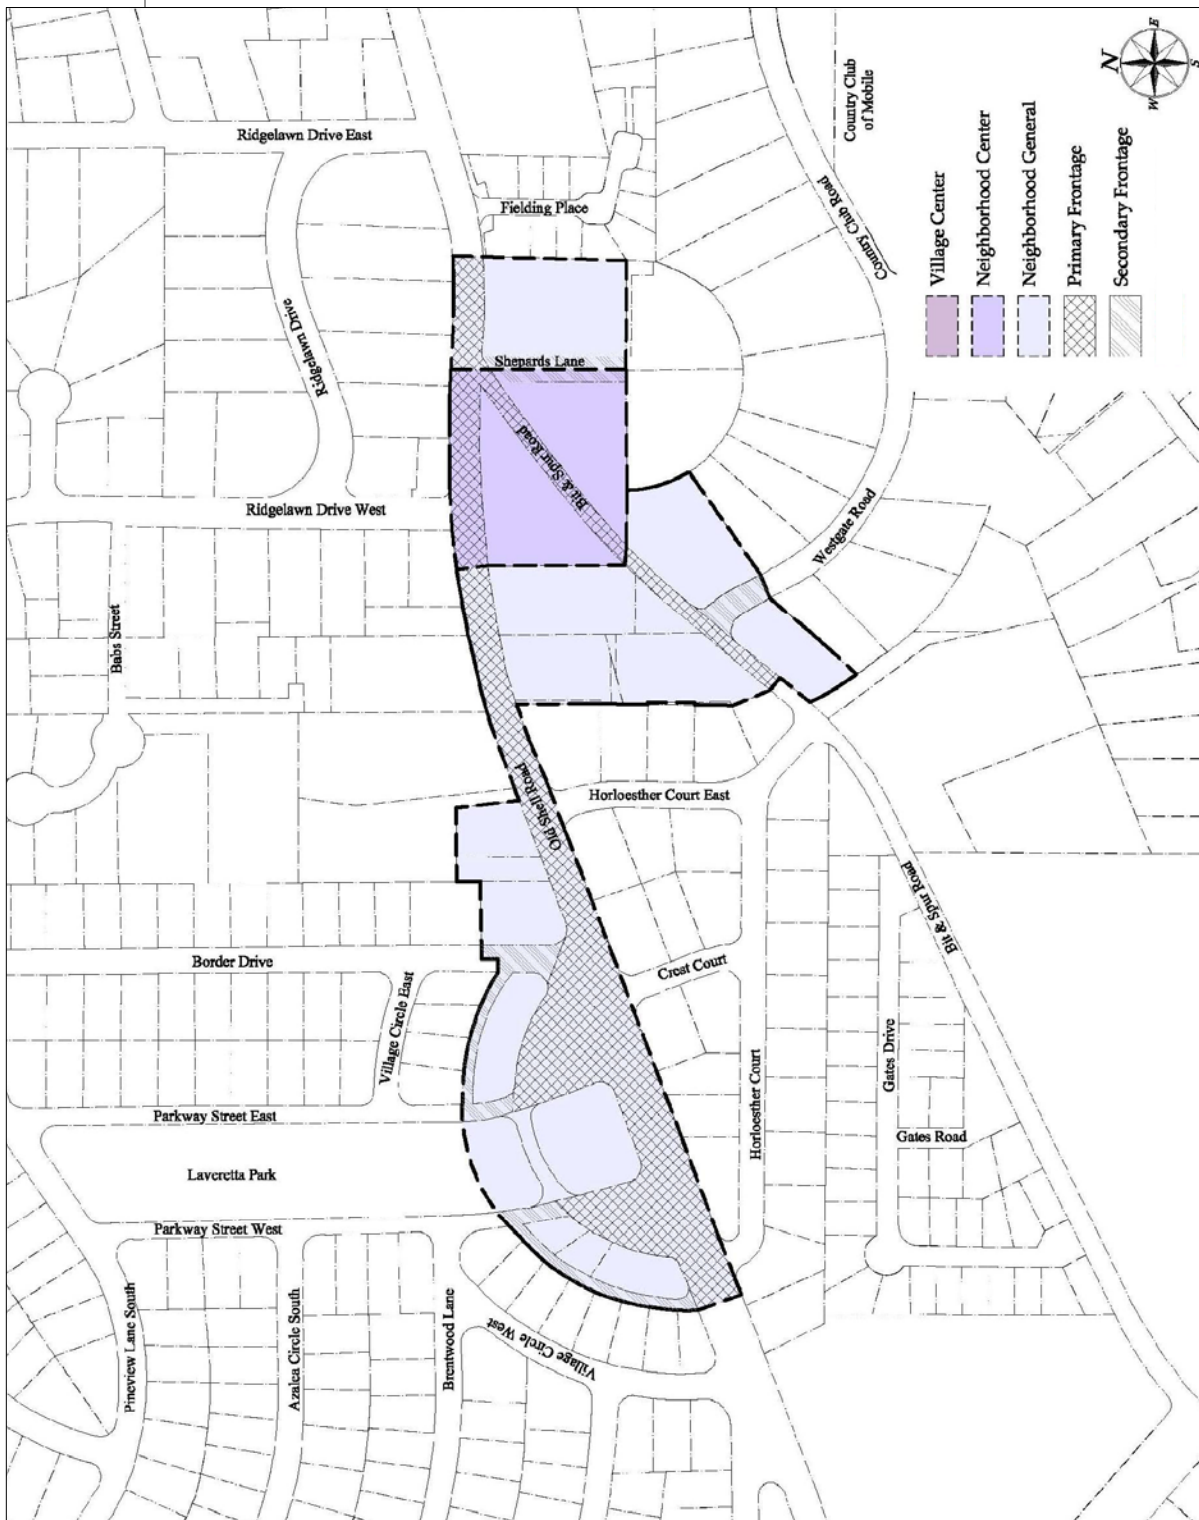 E
N
S
W
Country Club
of Mobile
Ridgelawn Drive East
Fielding Place
Country Club Road
Village Center
Neighborhood Center
Neighborhood General
Primary Frontage
Secondary Frontage
Ridgelawn Drive
Shepards Lane
Bit & Spur Road
Ridgelawn Drive West
Westgate Road
Babs Street
Old Shell Road
Horloesther Court East
Bit & Spur Road
Border Drive
Village Circle East
Crest Court
Gates Drive
Parkway Street East
Horloesther Court
Gates Road
Laveretta Park
Parkway Street West
Pineview Lane South
Azalea Circle South
Brentwood Lane
Village Circle West